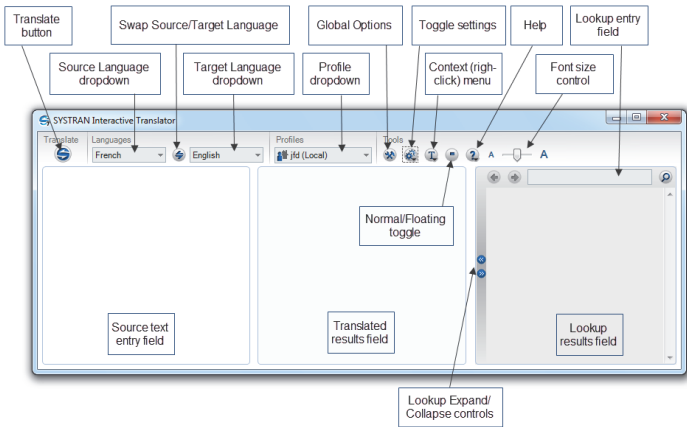 Translate
button
Swap Source/Target Language
Global Options
Toggle settings
Help
Lookup entry
field
Source Language
dropdown
Target Language
dropdown
Profile
dropdown
Context (righ-
click) menu
Font size
control
SYSTRAN Interactive Translator
Translate
Languages
Profiles
Tools
French
English
jfd (Local)
T
?
A
A
Normal/Floating
toggle
Source text
entry field
Translated
results field
Lookup
results field
Lookup Expand/
Collapse controls